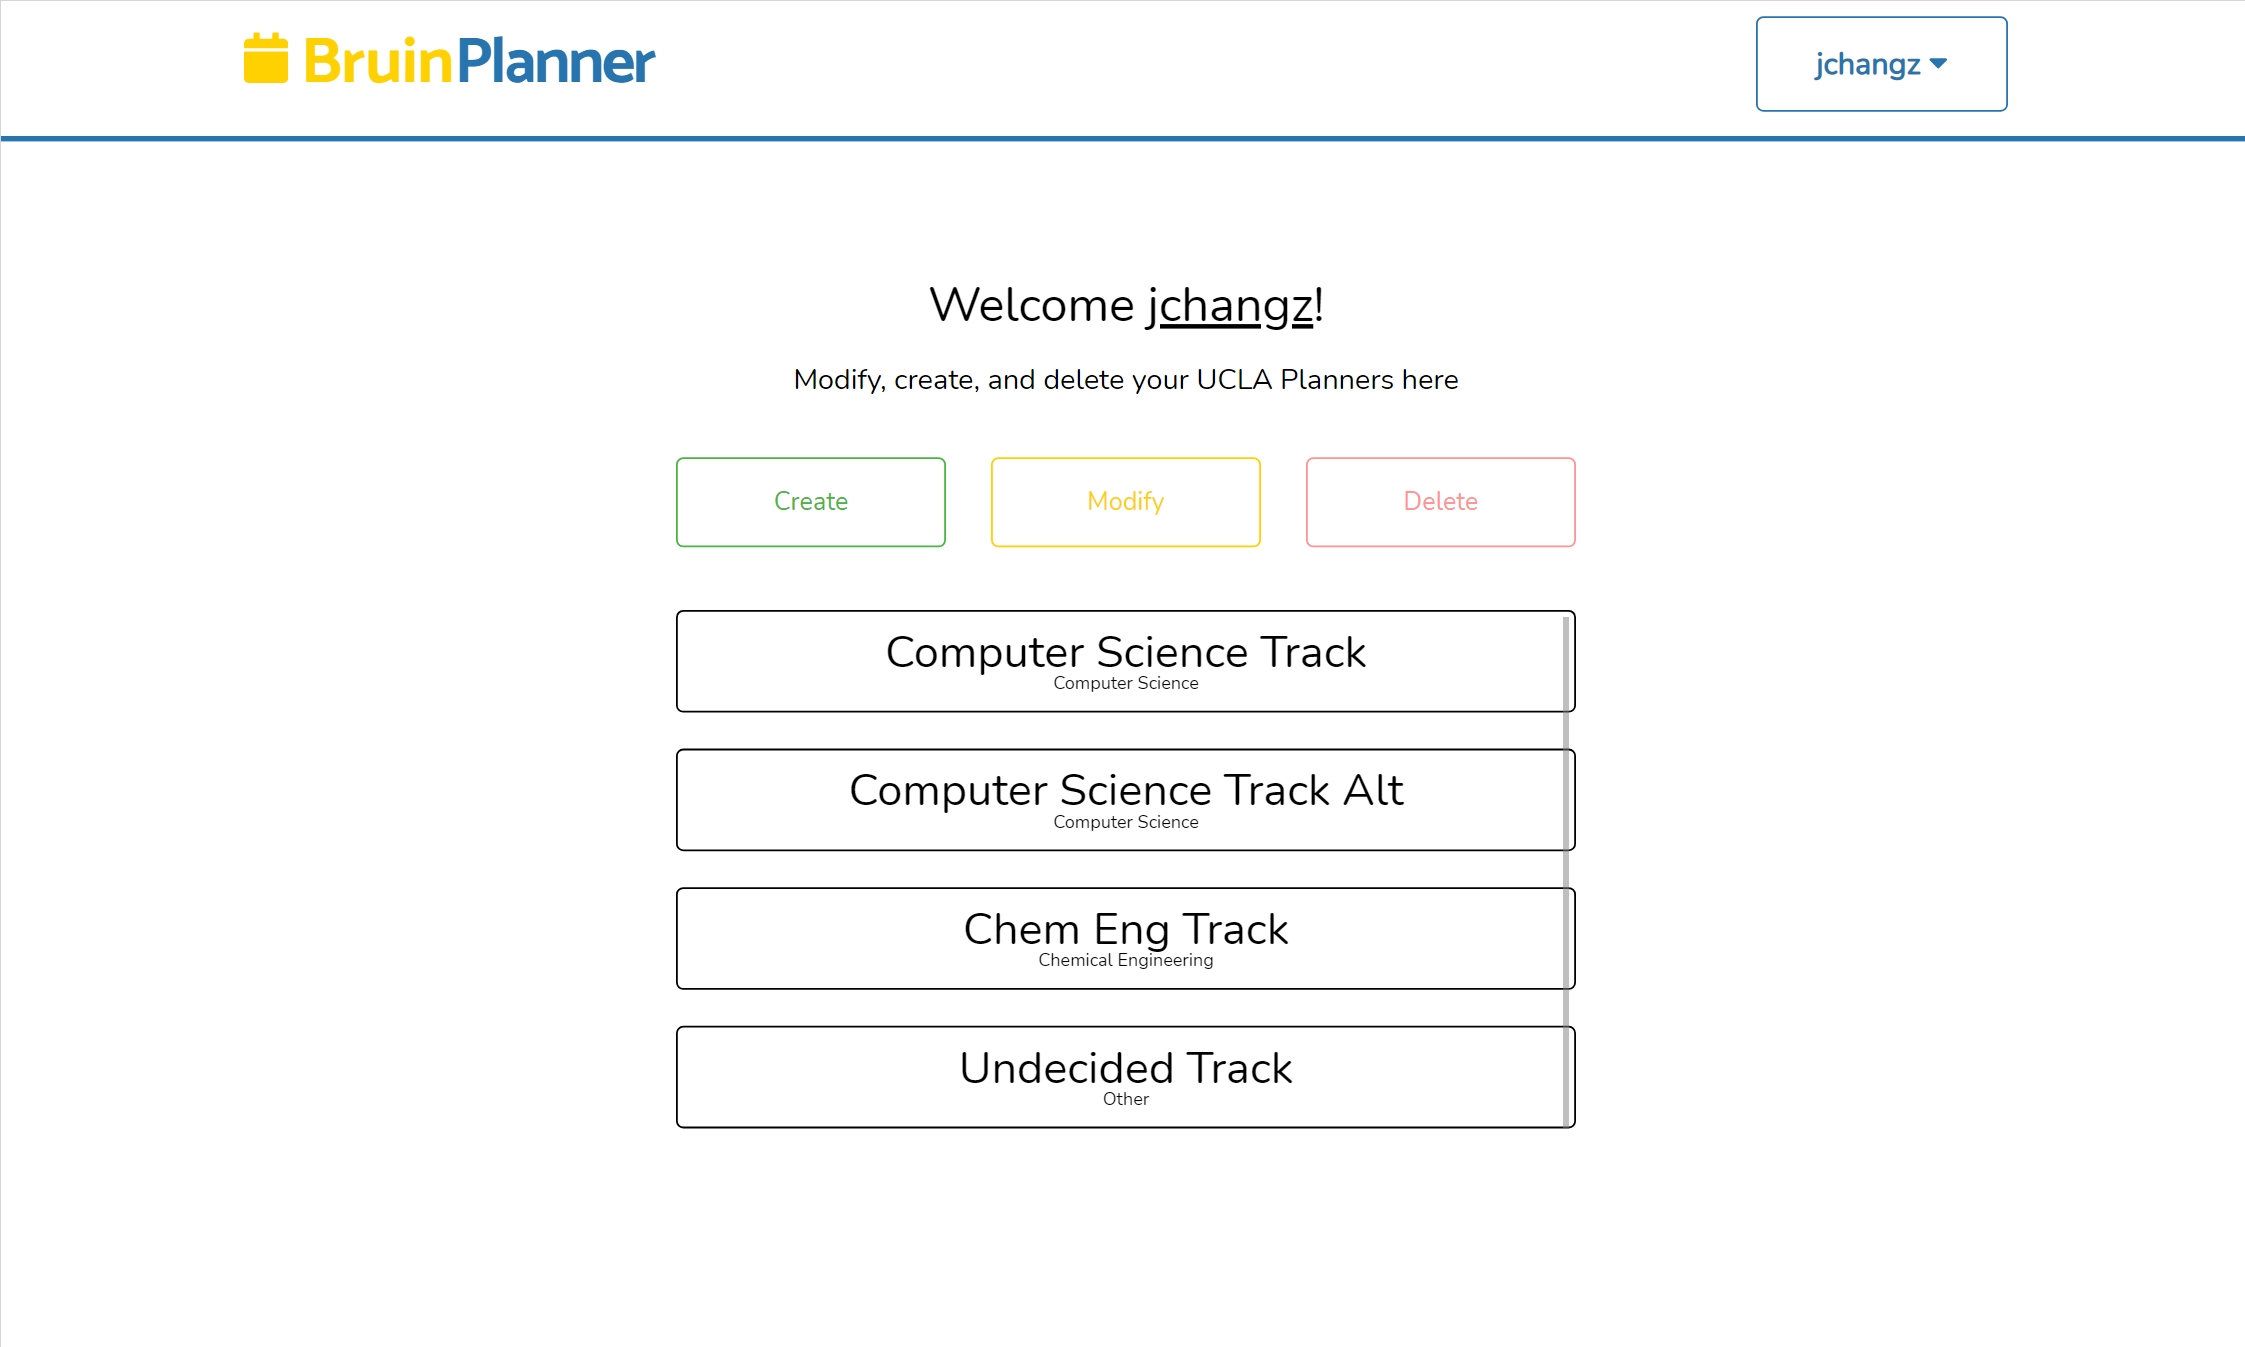 BruinPlanner
jchangz
Welcome jchangz!
Modify, create, and delete your UCLA Planners here
Create
Modify
Delete
Computer Science Track
Computer Science
Computer Science Track Alt
Computer Science
Chem Eng Track
Chemical Engineering
Undecided Track
Other